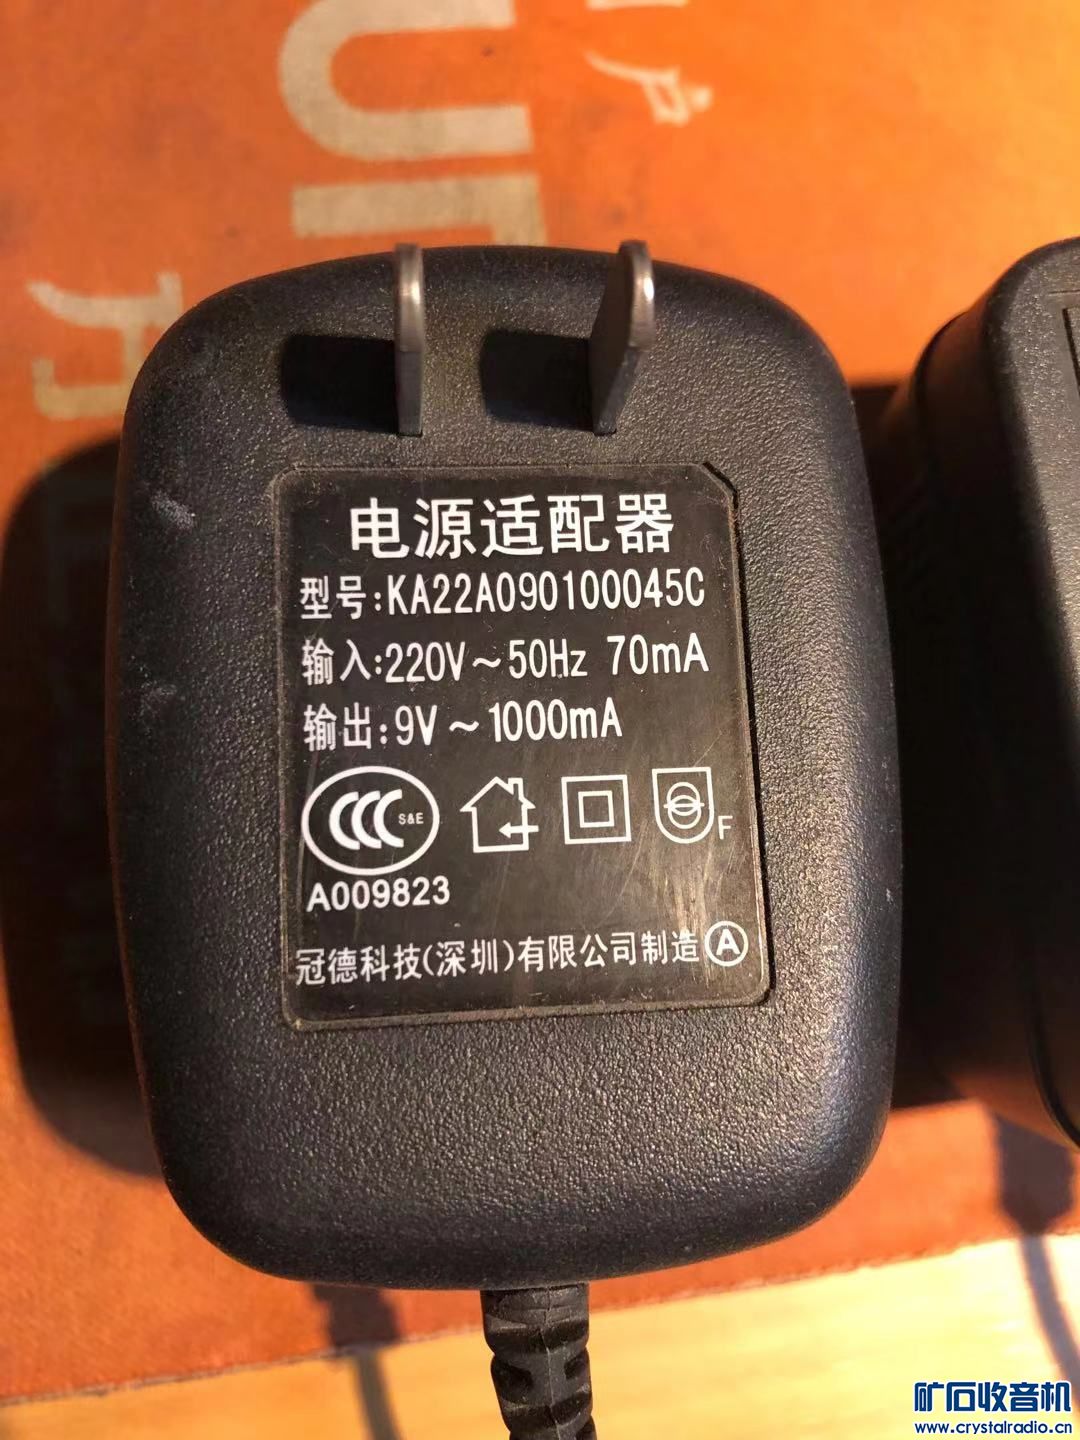 电源适配器
型号:KA22A090100045C
输入:220V~50Hz 70mA
输出:9V~1000mA
S&E
F
A009823
冠德科技(深圳)有限公司制造 A
矿石收音机
www.crystalradio.cn